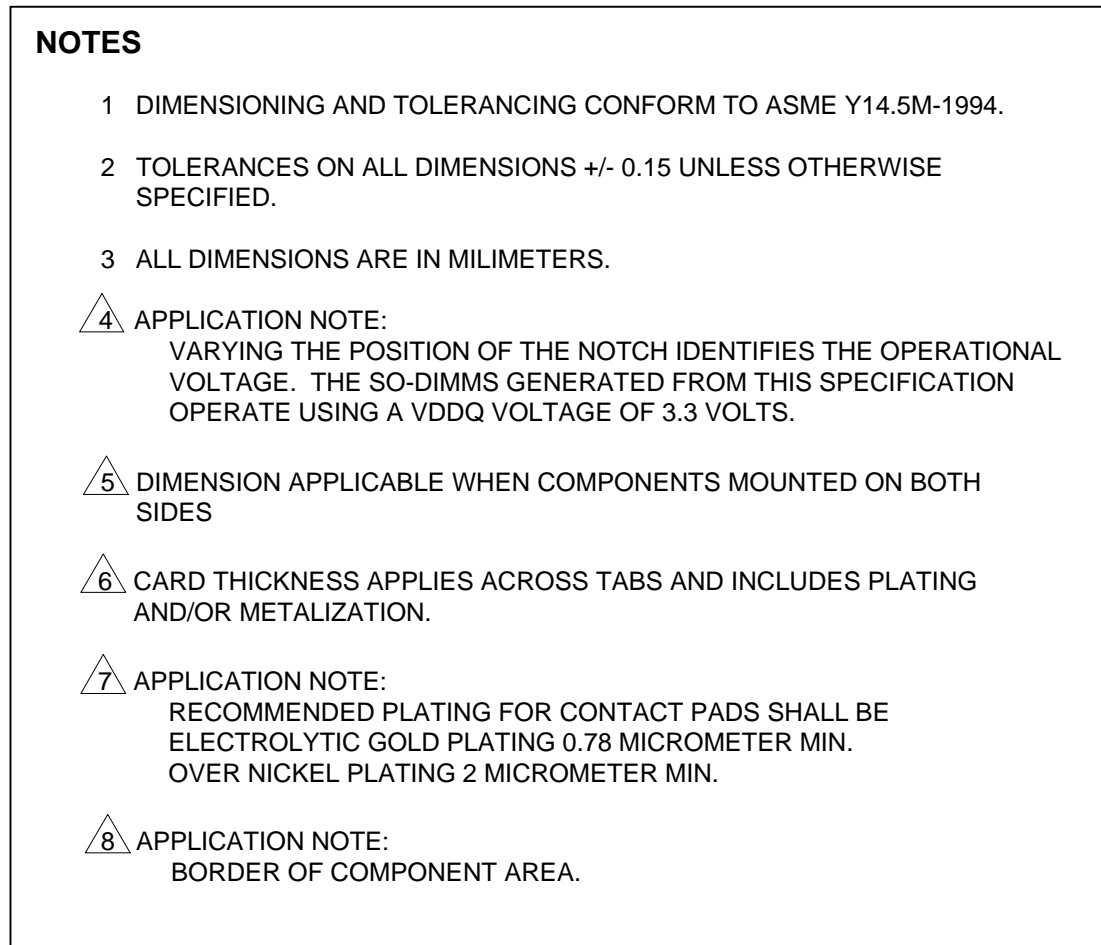 NOTES
1 DIMENSIONING AND TOLERANCING CONFORM TO ASME Y14.5M-1994.
2 TOLERANCES ON ALL DIMENSIONS +/- 0.15 UNLESS OTHERWISE
SPECIFIED.
3 ALL DIMENSIONS ARE IN MILIMETERS.
4 APPLICATION NOTE:
VARYING THE POSITION OF THE NOTCH IDENTIFIES THE OPERATIONAL
VOLTAGE. THE SO-DIMMS GENERATED FROM THIS SPECIFICATION
OPERATE USING A VDDQ VOLTAGE OF 3.3 VOLTS.
5 DIMENSION APPLICABLE WHEN COMPONENTS MOUNTED ON BOTH
SIDES
6 CARD THICKNESS APPLIES ACROSS TABS AND INCLUDES PLATING
AND/OR METALIZATION.
7 APPLICATION NOTE:
RECOMMENDED PLATING FOR CONTACT PADS SHALL BE
ELECTROLYTIC GOLD PLATING 0.78 MICROMETER MIN.
OVER NICKEL PLATING 2 MICROMETER MIN.
8 APPLICATION NOTE:
BORDER OF COMPONENT AREA.